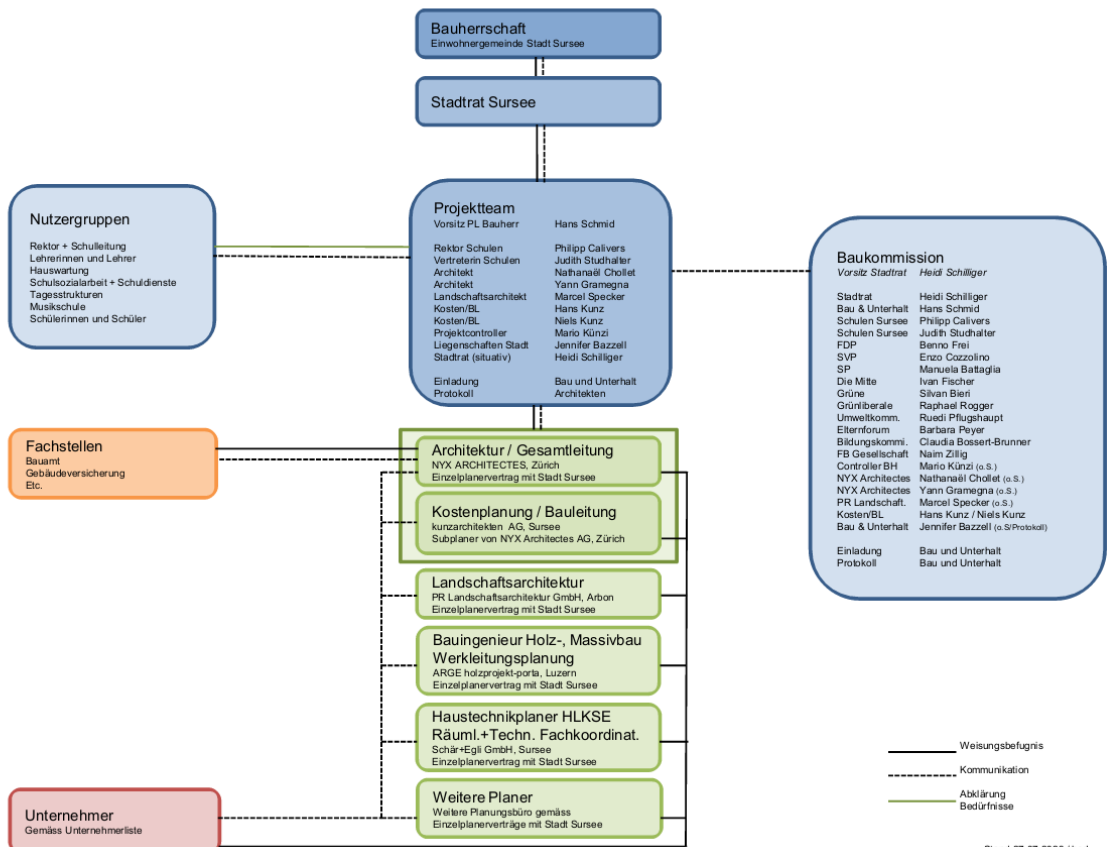 Bauherrschaft
Einwohnergemeinde Stadt Sursee
Stadtrat Sursee
Nutzergruppen
Rektor + Schulleitung
Lehrerinnen und Lehrer
Hauswartung
Schulsozialarbeit + Schuldienste
Tagesstrukturen
Musikschule
Schülerinnen und Schüler
Projektteam
Vorsitz PL Bauherr Hans Schmid
Rektor Schulen Philipp Calivers
Vertreterin Schulen Judith Studhalter
Architekt Nathanaël Chollet
Architekt Yann Gramegna
Landschaftsarchitekt Marcel Specker
Kosten/BL Hans Kunz
Kosten/BL Niels Kunz
Projektcontroller Mario Künzi
Liegenschaften Stadt Jennifer Bazzell
Stadtrat (situativ) Heidi Schilliger
Einladung Bau und Unterhalt
Protokoll Architekten
Baukommission
Vorsitz Stadtrat Heidi Schilliger
Stadtrat Heidi Schilliger
Bau & Unterhalt Hans Schmid
Schulen Sursee Philipp Calivers
Schulen Sursee Judith Studhalter
FDP Benno Frei
SVP Enzo Cozzolino
SP Manuela Battaglia
Die Mitte Ivan Fischer
Grüne Silvan Bieri
Grünliberale Raphael Rogger
Umweltkomm. Ruedi Pflugshaupt
Elternforum Barbara Peyer
Bildungskommi. Claudia Bossert-Brunner
FB Gesellschaft Naim Zillig
Controller BH Mario Künzi (o.S.)
NYX Architectes Nathanaël Chollet (o.S.)
NYX Architectes Yann Gramegna (o.S.)
PR Landschaft. Marcel Specker (o.S.)
Kosten/BL Hans Kunz / Niels Kunz
Bau & Unterhalt Jennifer Bazzell (o.S/Protokoll)
Einladung Bau und Unterhalt
Protokoll Bau und Unterhalt
Fachstellen
Bauamt
Gebäudeversicherung
Etc.
Architektur / Gesamtleitung
NYX ARCHITECTES, Zürich
Einzelplanervertrag mit Stadt Sursee
Kostenplanung / Bauleitung
kunzarchitekten AG, Sursee
Subplaner von NYX Architectes AG, Zürich
Landschaftsarchitektur
PR Landschaftsarchitektur GmbH, Arbon
Einzelplanervertrag mit Stadt Sursee
Bauingenieur Holz-, Massivbau
Werkleitungsplanung
ARGE holzprojekt-porta, Luzern
Einzelplanervertrag mit Stadt Sursee
Haustechnikplaner HLKSE
Räuml.+Techn. Fachkoordinat.
Schär+Egli GmbH, Sursee
Einzelplanervertrag mit Stadt Sursee
Weitere Planer
Weitere Planungsbüro gemäss
Einzelplanerverträge mit Stadt Sursee
Unternehmer
Gemäss Unternehmerliste
Weisungsbefugnis
Kommunikation
Abklärung
Bedürfnisse